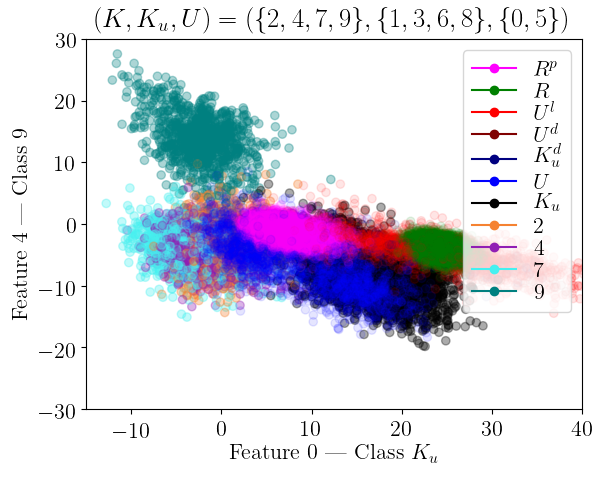 (K, K_u, U) = ({2, 4, 7, 9}, {1, 3, 6, 8}, {0, 5})
30
20
10
0
−10
−20
−30
Feature 4 — Class 9
R^p
R
U^l
U^d
K_u^d
U
K_u
2
4
7
9
−10
0
10
20
30
40
Feature 0 — Class K_u